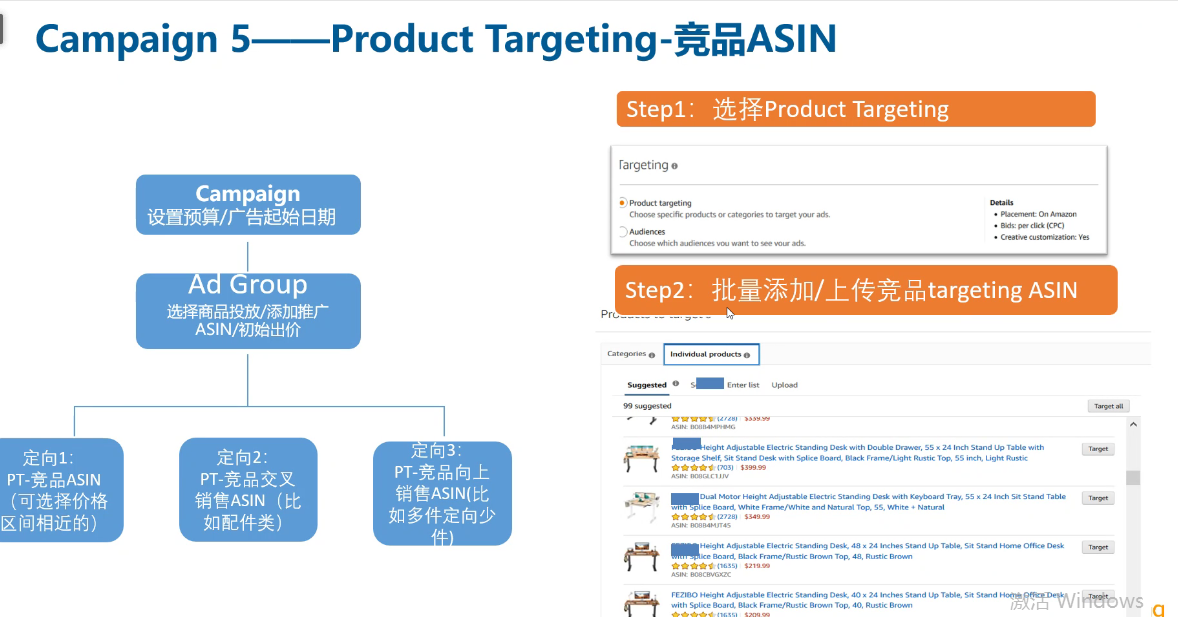 Campaign 5——Product Targeting-竞品ASIN
Campaign
设置预算/广告起始日期
Ad Group
选择商品投放/添加推广
ASIN/初始出价
定向1：
PT-竞品ASIN
（可选择价格
区间相近的）
定向2：
PT-竞品交叉
销售ASIN（比
如配件类）
定向3：
PT-竞品向上
销售ASIN(比
如多件定向少
件)
Step1： 选择Product Targeting
Targeting
Product targeting
Choose specific products or categories to target your ads.
Audiences
Choose which audiences you want to see your ads.
Details
• Placement: On Amazon
• Bids: per click (CPC)
• Creative customization: Yes
Step2： 批量添加/上传竞品targeting ASIN
Categories Individual products
Suggested Enter list Upload
99 suggested Target all
(2728) $339.99
ASIN: B08B4MPHMG
Height Adjustable Electric Standing Desk with Double Drawer, 55 x 24 Inch Stand Up Table with
Storage Shelf, Sit Stand Desk with Splice Board, Black Frame/Light Rustic Top, 55 inch, Light Rustic
(703) $399.99
ASIN: B08GLC1JJV
Target
Dual Motor Height Adjustable Electric Standing Desk with Keyboard Tray, 55 x 24 Inch Sit Stand Table
with Splice Board, White Frame/White and Natural Top, 55, White + Natural
(2728) $349.99
ASIN: B08B4MJT45
Target
Height Adjustable Electric Standing Desk, 48 x 24 Inches Stand Up Table, Sit Stand Home Office Desk
with Splice Board, Black Frame/Rustic Brown Top, 48, Rustic Brown
(1635) $219.99
ASIN: B08CBVGXZC
Target
FEZIBO Height Adjustable Electric Standing Desk, 40 x 24 Inches Stand Up Table, Sit Stand Home Office Desk
with Splice Board, Black Frame/Rustic Brown Top, 40, Rustic Brown
(1635) $209.99
Target
激活 Windows
a